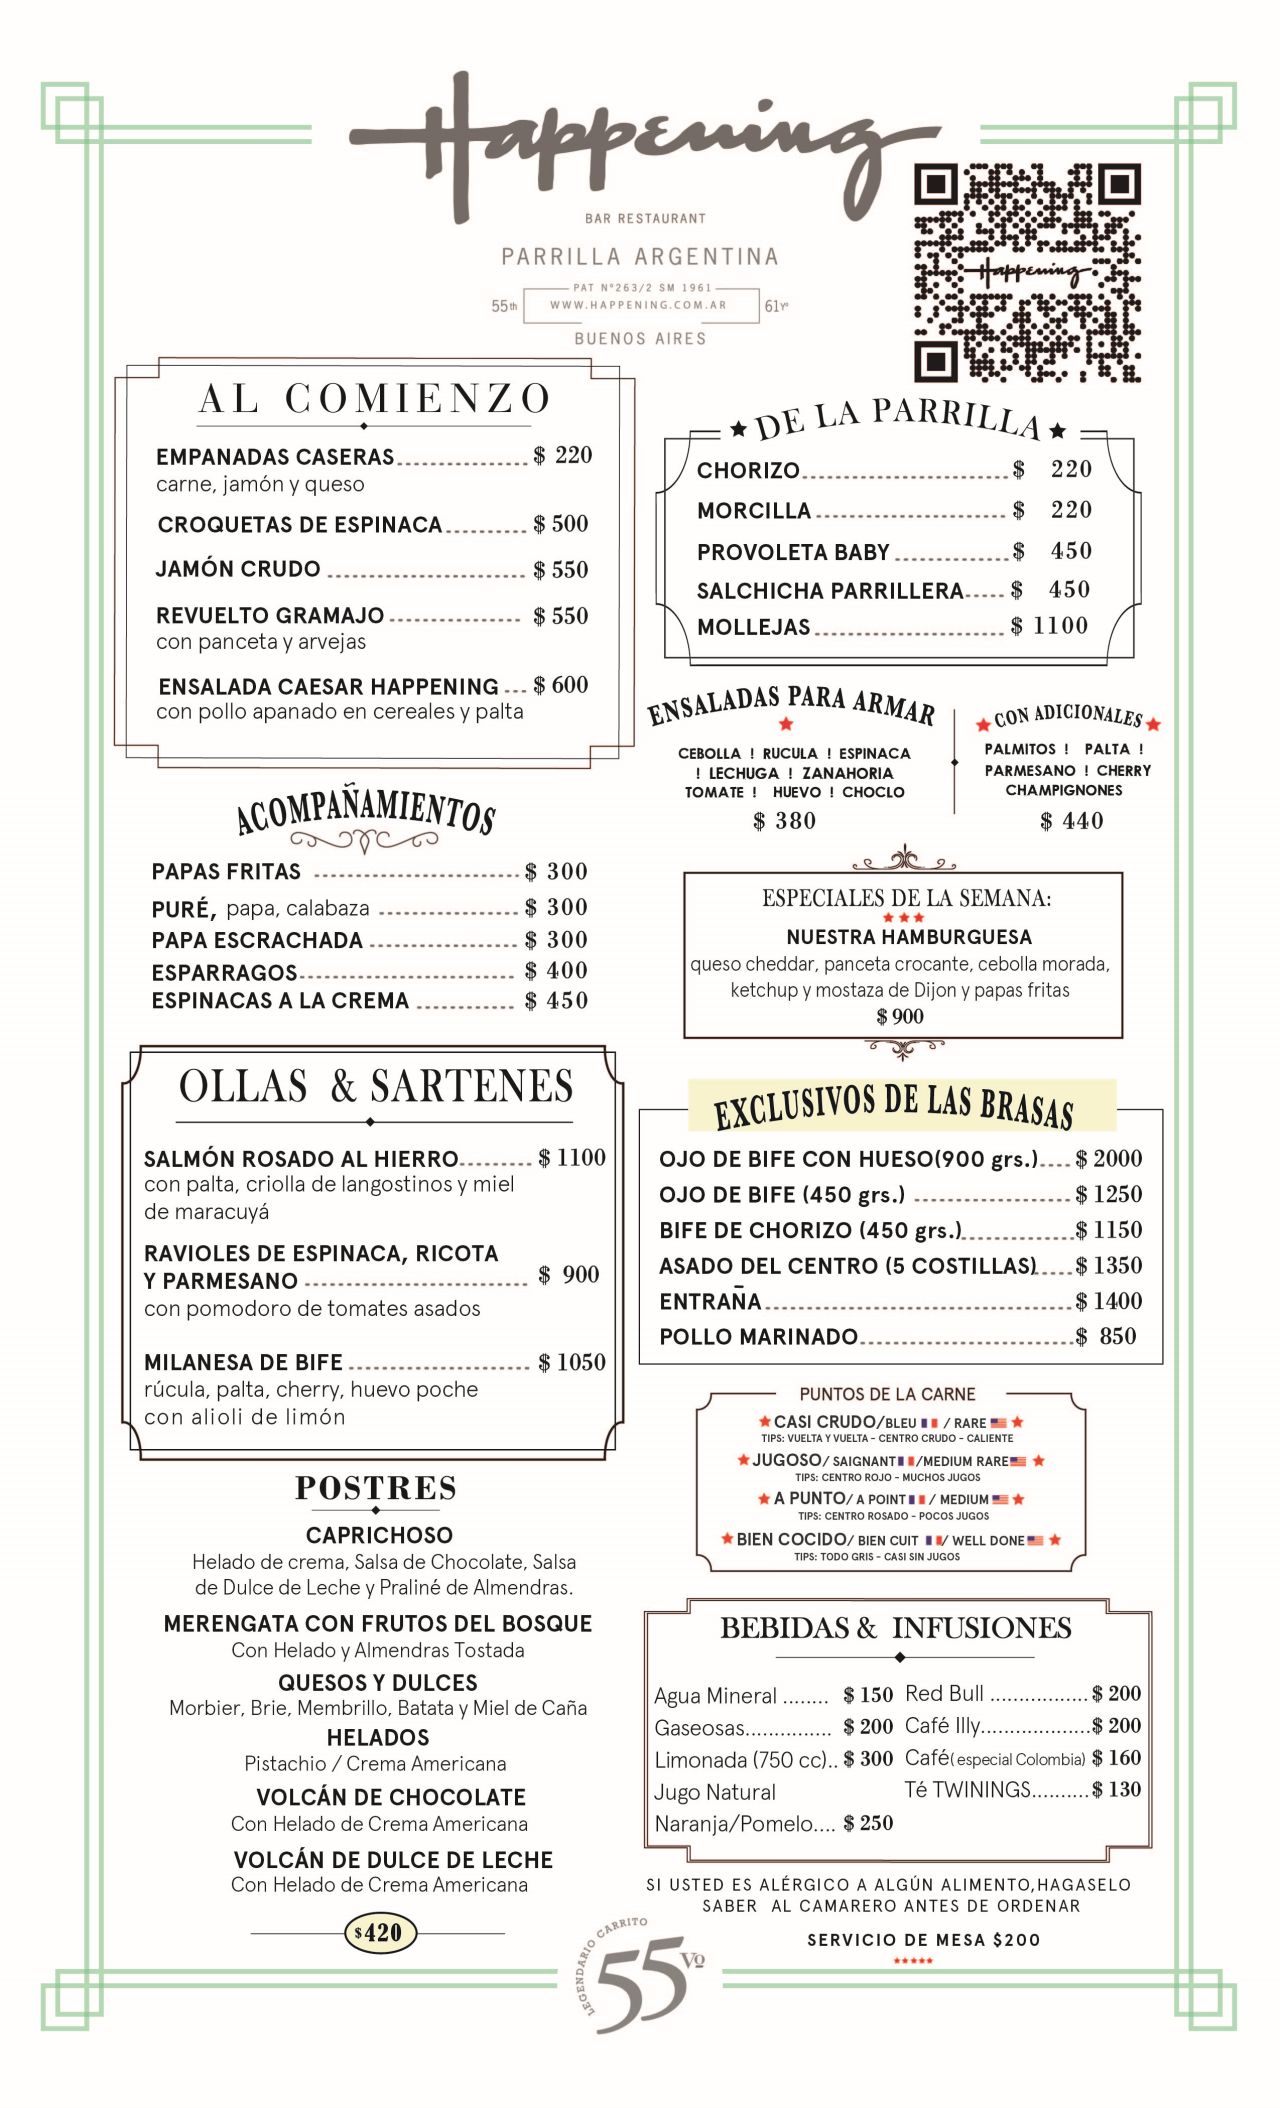 Happening
BAR RESTAURANT
PARRILLA ARGENTINA
PAT Nº263/2 SM 1961
55th WWW.HAPPENING.COM.AR 61Yº
BUENOS AIRES
Happening
AL COMIENZO
EMPANADAS CASERAS $ 220
carne, jamón y queso
CROQUETAS DE ESPINACA $ 500
JAMÓN CRUDO $ 550
REVUELTO GRAMAJO $ 550
con panceta y arvejas
ENSALADA CAESAR HAPPENING $ 600
con pollo apanado en cereales y palta
ACOMPAÑAMIENTOS
PAPAS FRITAS $ 300
PURÉ, papa, calabaza $ 300
PAPA ESCRACHADA $ 300
ESPARRAGOS $ 400
ESPINACAS A LA CREMA $ 450
OLLAS & SARTENES
SALMÓN ROSADO AL HIERRO $ 1100
con palta, criolla de langostinos y miel
de maracuyá
RAVIOLES DE ESPINACA, RICOTA
Y PARMESANO $ 900
con pomodoro de tomates asados
MILANESA DE BIFE $ 1050
rúcula, palta, cherry, huevo poche
con alioli de limón
POSTRES
CAPRICHOSO
Helado de crema, Salsa de Chocolate, Salsa
de Dulce de Leche y Praliné de Almendras.
MERENGATA CON FRUTOS DEL BOSQUE
Con Helado y Almendras Tostada
QUESOS Y DULCES
Morbier, Brie, Membrillo, Batata y Miel de Caña
HELADOS
Pistachio / Crema Americana
VOLCÁN DE CHOCOLATE
Con Helado de Crema Americana
VOLCÁN DE DULCE DE LECHE
Con Helado de Crema Americana
$420
DE LA PARRILLA
CHORIZO $ 220
MORCILLA $ 220
PROVOLETA BABY $ 450
SALCHICHA PARRILLERA $ 450
MOLLEJAS $ 1100
ENSALADAS PARA ARMAR
CEBOLLA ! RUCULA ! ESPINACA
! LECHUGA ! ZANAHORIA
TOMATE ! HUEVO ! CHOCLO
$ 380
CON ADICIONALES
PALMITOS ! PALTA !
PARMESANO ! CHERRY
CHAMPIGNONES
$ 440
ESPECIALES DE LA SEMANA:
NUESTRA HAMBURGUESA
queso cheddar, panceta crocante, cebolla morada,
ketchup y mostaza de Dijon y papas fritas
$ 900
EXCLUSIVOS DE LAS BRASAS
OJO DE BIFE CON HUESO(900 grs.) $ 2000
OJO DE BIFE (450 grs.) $ 1250
BIFE DE CHORIZO (450 grs.) $ 1150
ASADO DEL CENTRO (5 COSTILLAS) $ 1350
ENTRAÑA $ 1400
POLLO MARINADO $ 850
PUNTOS DE LA CARNE
CASI CRUDO/BLEU / RARE
TIPS: VUELTA Y VUELTA - CENTRO CRUDO - CALIENTE
JUGOSO/ SAIGNANT /MEDIUM RARE
TIPS: CENTRO ROJO - MUCHOS JUGOS
A PUNTO/ A POINT / MEDIUM
TIPS: CENTRO ROSADO - POCOS JUGOS
BIEN COCIDO/ BIEN CUIT / WELL DONE
TIPS: TODO GRIS - CASI SIN JUGOS
BEBIDAS & INFUSIONES
Agua Mineral ........ $ 150
Gaseosas............... $ 200
Limonada (750 cc).. $ 300
Jugo Natural
Naranja/Pomelo.... $ 250
Red Bull ................. $ 200
Café Illy.................... $ 200
Café(especial Colombia) $ 160
Té TWININGS.......... $ 130
SI USTED ES ALÉRGICO A ALGÚN ALIMENTO,HAGASELO
SABER AL CAMARERO ANTES DE ORDENAR
SERVICIO DE MESA $200
LEGENDARIO CARRITO
55 Vº